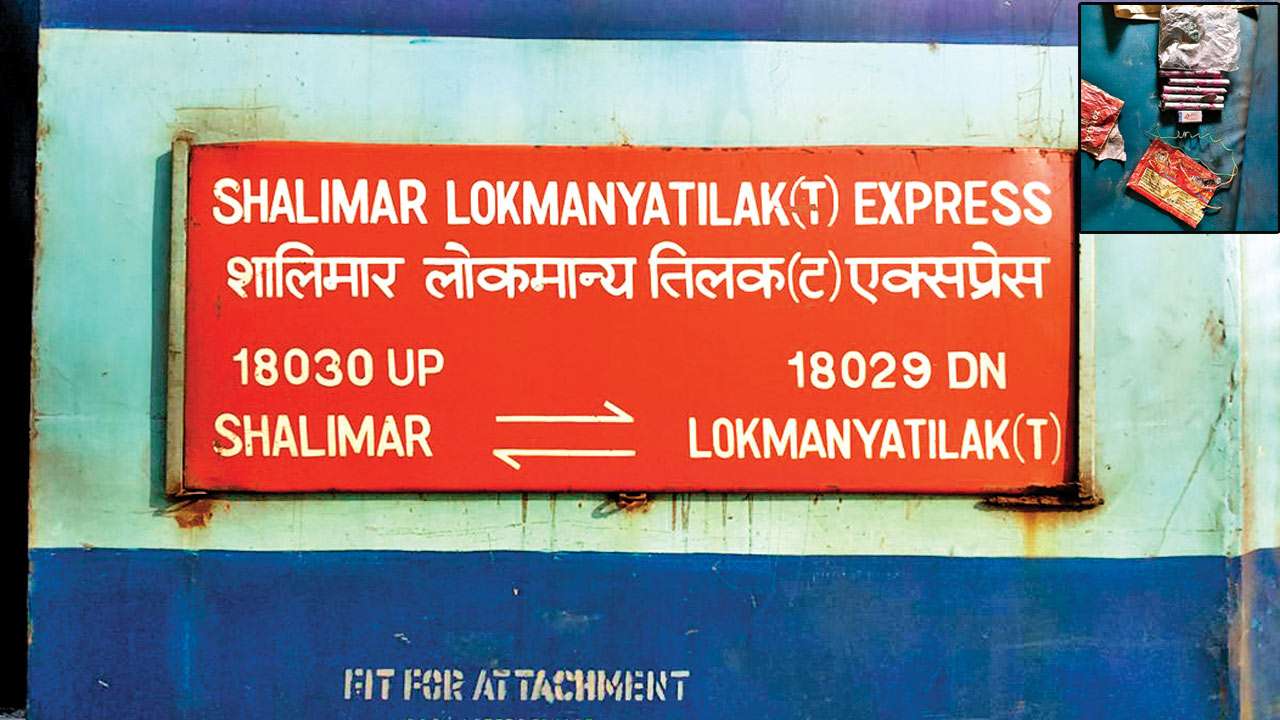 SHALIMAR LOKMANYATILAK(T) EXPRESS
शालिमार लोकमान्य तिलक(ट) एक्सप्रेस
18030 UP 18029 DN
SHALIMAR LOKMANYATILAK(T)
FIT FOR ATTACHMENT